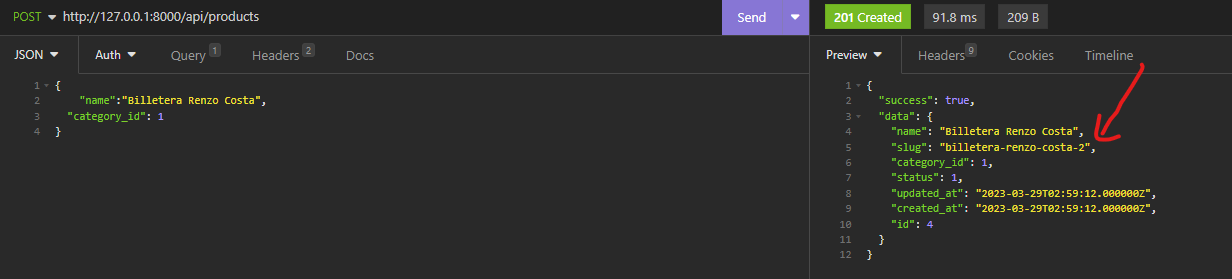 POST http://127.0.0.1:8000/api/products Send
201 Created 91.8 ms 209 B
JSON Auth Query 1 Headers 2 Docs
Preview Headers 9 Cookies Timeline
1 {
2 "name":"Billetera Renzo Costa",
3 "category_id": 1
4 }
1 {
2 "success": true,
3 "data": {
4 "name": "Billetera Renzo Costa",
5 "slug": "billetera-renzo-costa-2",
6 "category_id": 1,
7 "status": 1,
8 "updated_at": "2023-03-29T02:59:12.000000Z",
9 "created_at": "2023-03-29T02:59:12.000000Z",
10 "id": 4
11 }
12 }